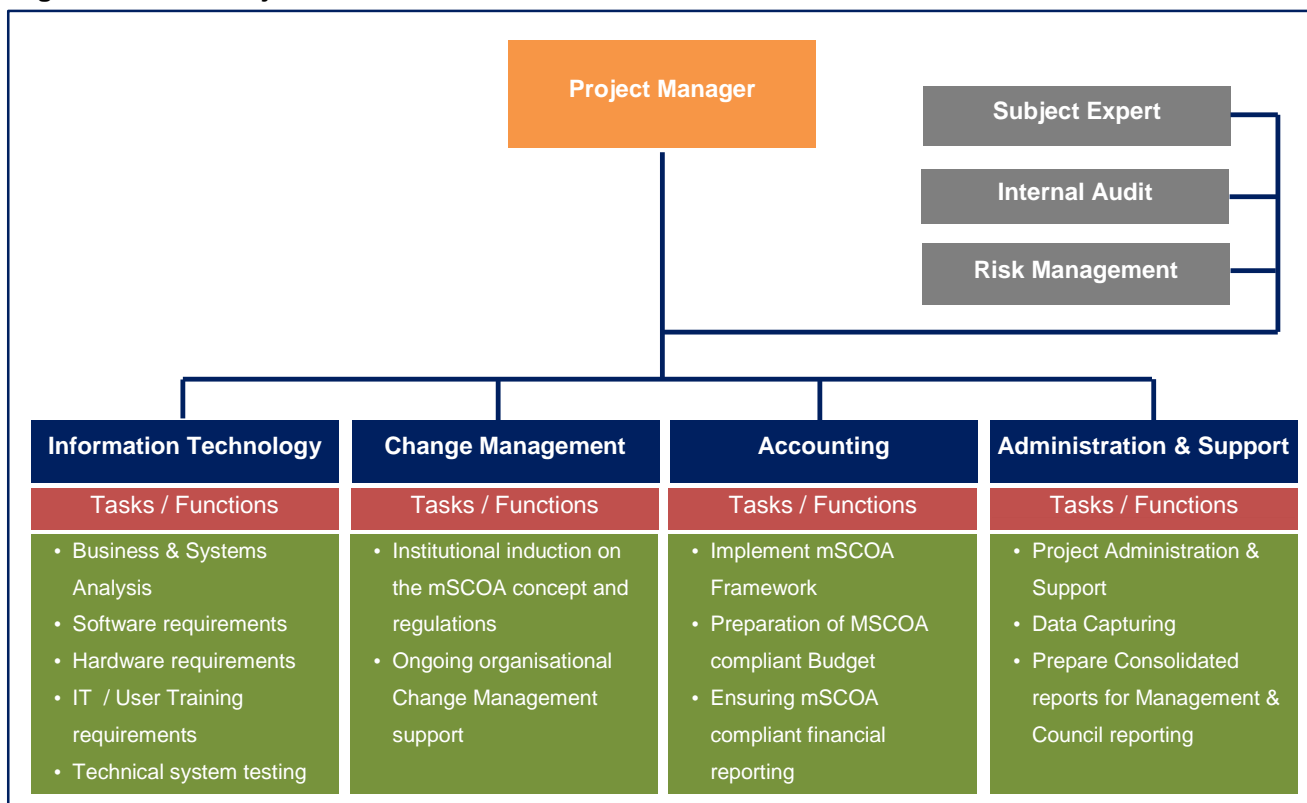 Project Manager
Subject Expert
Internal Audit
Risk Management
Information Technology
Tasks / Functions
• Business & Systems
Analysis
• Software requirements
• Hardware requirements
• IT / User Training
requirements
• Technical system testing
Change Management
Tasks / Functions
• Institutional induction on
the mSCOA concept and
regulations
• Ongoing organisational
Change Management
support
Accounting
Tasks / Functions
• Implement mSCOA
Framework
• Preparation of MSCOA
compliant Budget
• Ensuring mSCOA
compliant financial
reporting
Administration & Support
Tasks / Functions
• Project Administration &
Support
• Data Capturing
• Prepare Consolidated
reports for Management &
Council reporting